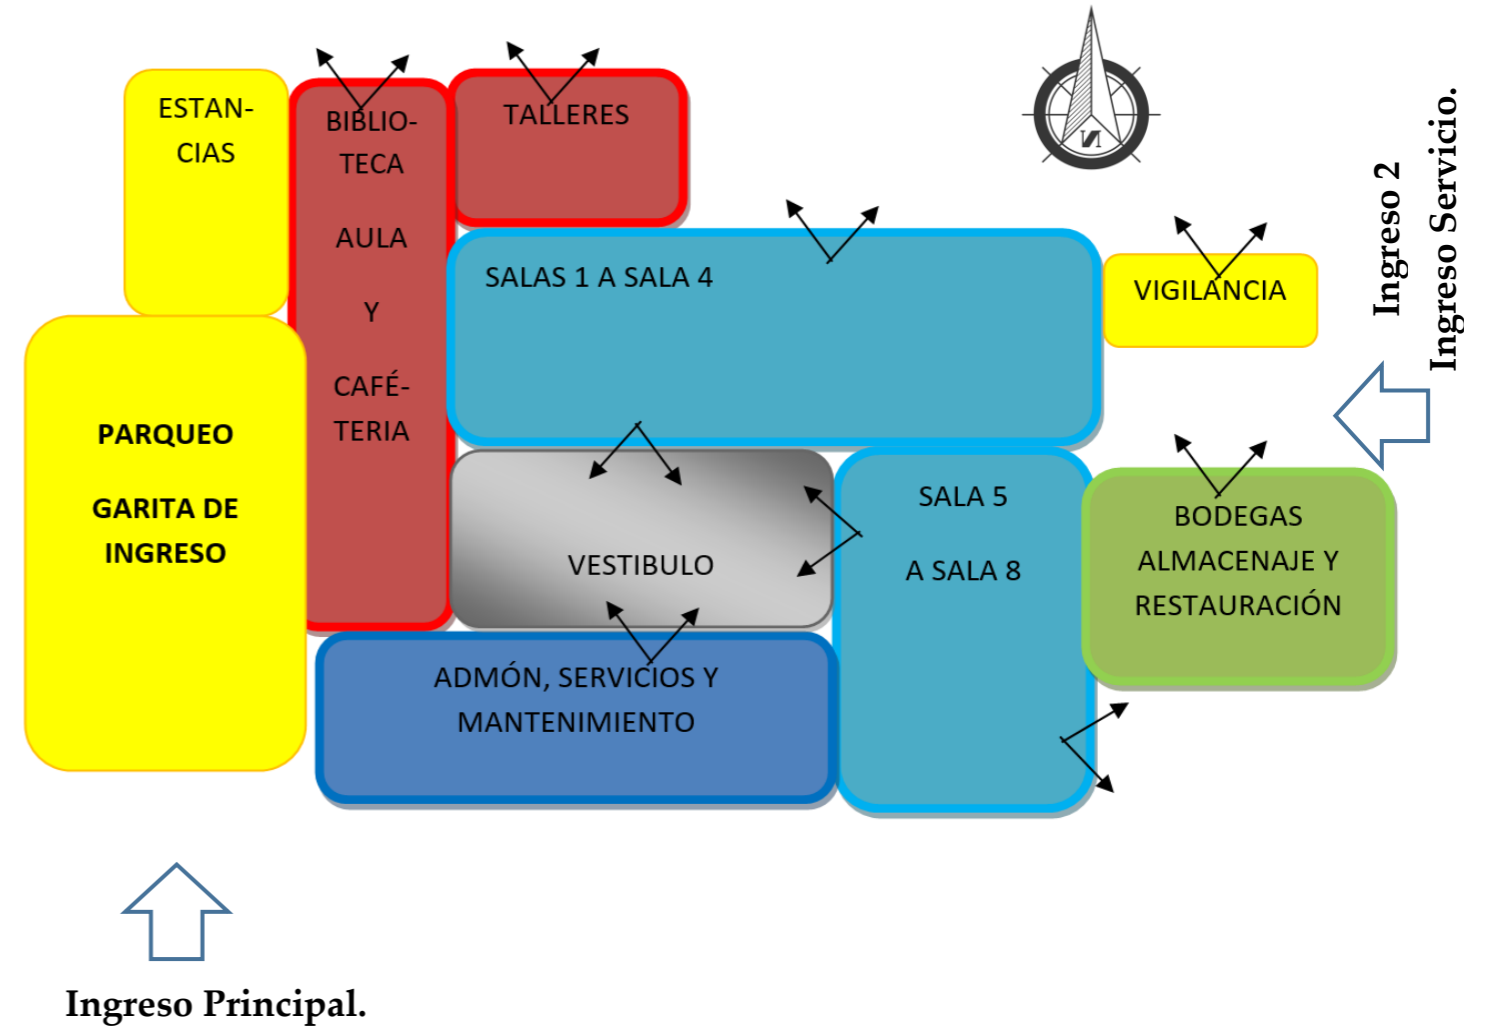 ESTAN-
CIAS
BIBLIO-
TECA
AULA
Y
CAFÉ-
TERIA
TALLERES
N
Ingreso 2
Ingreso Servicio.
SALAS 1 A SALA 4
VIGILANCIA
PARQUEO
GARITA DE
INGRESO
VESTIBULO
SALA 5
A SALA 8
BODEGAS
ALMACENAJE Y
RESTAURACIÓN
ADMÓN, SERVICIOS Y
MANTENIMIENTO
Ingreso Principal.